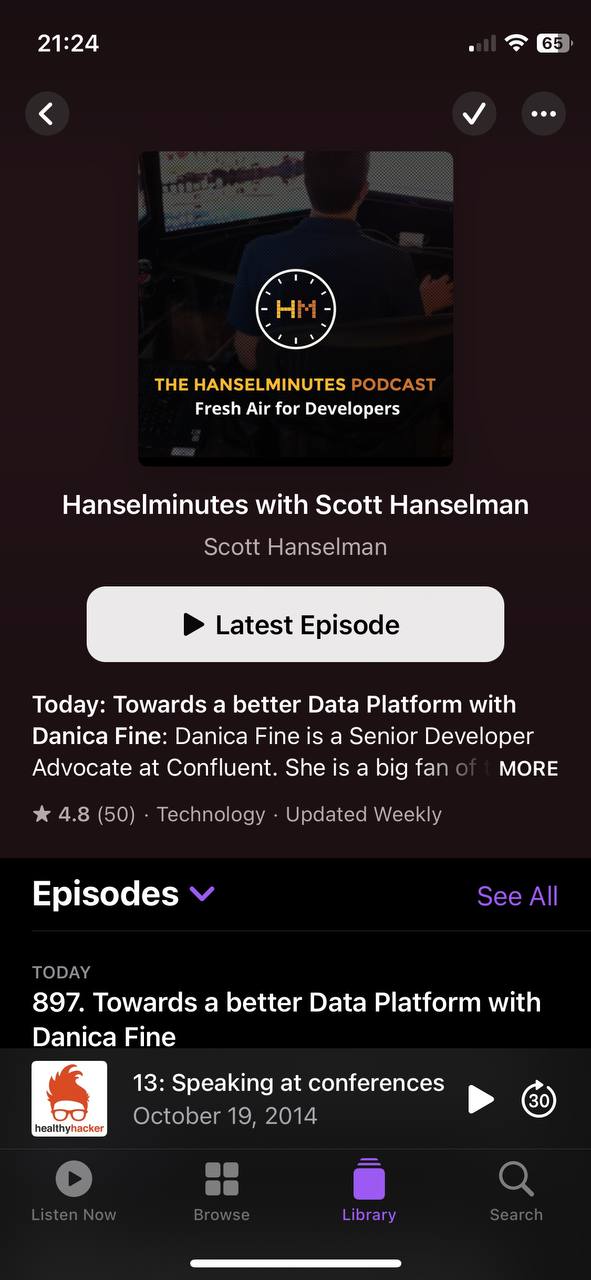 21:24
65
HM
THE HANSELMINUTES PODCAST
Fresh Air for Developers
Hanselminutes with Scott Hanselman
Scott Hanselman
Latest Episode
Today: Towards a better Data Platform with
Danica Fine: Danica Fine is a Senior Developer
Advocate at Confluent. She is a big fan of MORE
4.8 (50) · Technology · Updated Weekly
Episodes
See All
TODAY
897. Towards a better Data Platform with
Danica Fine
healthyhacker
13: Speaking at conferences
October 19, 2014
30
Listen Now
Browse
Library
Search